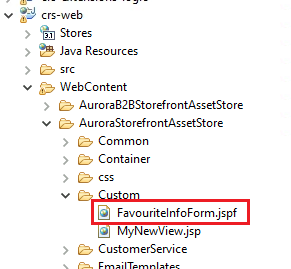 crs-web
Stores
Java Resources
src
WebContent
AuroraB2BStorefrontAssetStore
AuroraStorefrontAssetStore
Common
Container
css
Custom
FavouriteInfoForm.jspf
MyNewView.jsp
CustomerService
EmailTemplates